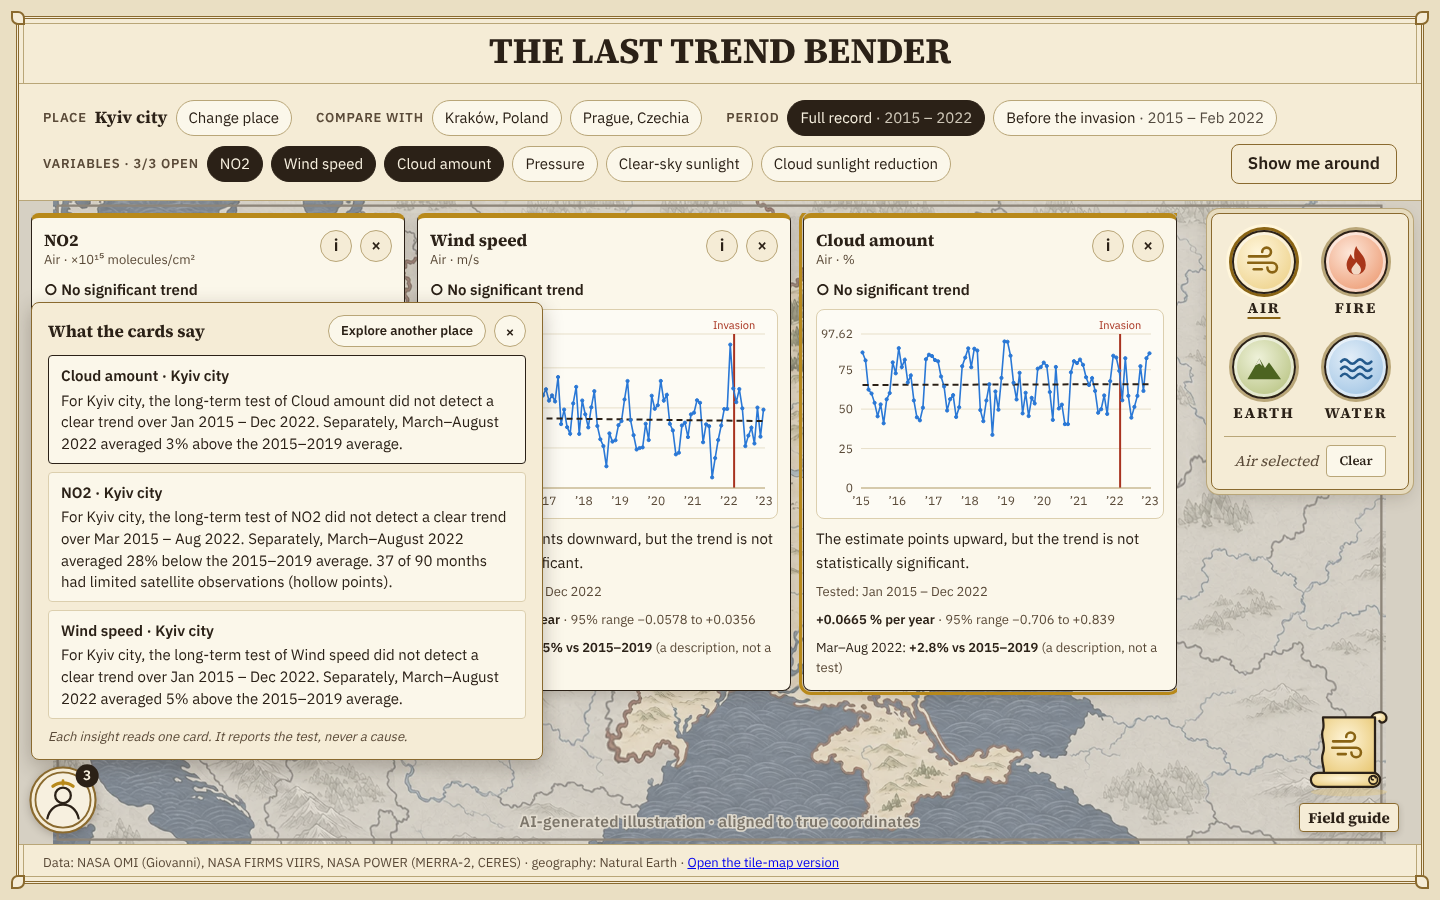 THE LAST TREND BENDER
PLACE Kyiv city Change place COMPARE WITH Kraków, Poland Prague, Czechia PERIOD Full record · 2015 – 2022 Before the invasion · 2015 – Feb 2022
VARIABLES · 3/3 OPEN NO2 Wind speed Cloud amount Pressure Clear-sky sunlight Cloud sunlight reduction Show me around
NO2 i ×
Air · ×10¹⁵ molecules/cm²
No significant trend
What the cards say Explore another place ×
Cloud amount · Kyiv city
For Kyiv city, the long-term test of Cloud amount did not detect a
clear trend over Jan 2015 – Dec 2022. Separately, March–August
2022 averaged 3% above the 2015–2019 average.
NO2 · Kyiv city
For Kyiv city, the long-term test of NO2 did not detect a clear trend
over Mar 2015 – Aug 2022. Separately, March–August 2022
averaged 28% below the 2015–2019 average. 37 of 90 months
had limited satellite observations (hollow points).
Wind speed · Kyiv city
For Kyiv city, the long-term test of Wind speed did not detect a
clear trend over Jan 2015 – Dec 2022. Separately, March–August
2022 averaged 5% above the 2015–2019 average.
Each insight reads one card. It reports the test, never a cause.
3
Wind speed i ×
Air · m/s
No significant trend
Invasion
17 ’18 ’19 ’20 ’21 ’22 ’23
nts downward, but the trend is not
ficant.
Dec 2022
ear · 95% range −0.0578 to +0.0356
5% vs 2015–2019 (a description, not a
Cloud amount i ×
Air · %
No significant trend
Invasion
97.62
75
50
25
0
’15 ’16 ’17 ’18 ’19 ’20 ’21 ’22 ’23
The estimate points upward, but the trend is not
statistically significant.
Tested: Jan 2015 – Dec 2022
+0.0665 % per year · 95% range −0.706 to +0.839
Mar–Aug 2022: +2.8% vs 2015–2019 (a description, not a
test)
AIR FIRE
EARTH WATER
Air selected Clear
Field guide
AI-generated illustration · aligned to true coordinates
Data: NASA OMI (Giovanni), NASA FIRMS VIIRS, NASA POWER (MERRA-2, CERES) · geography: Natural Earth · Open the tile-map version